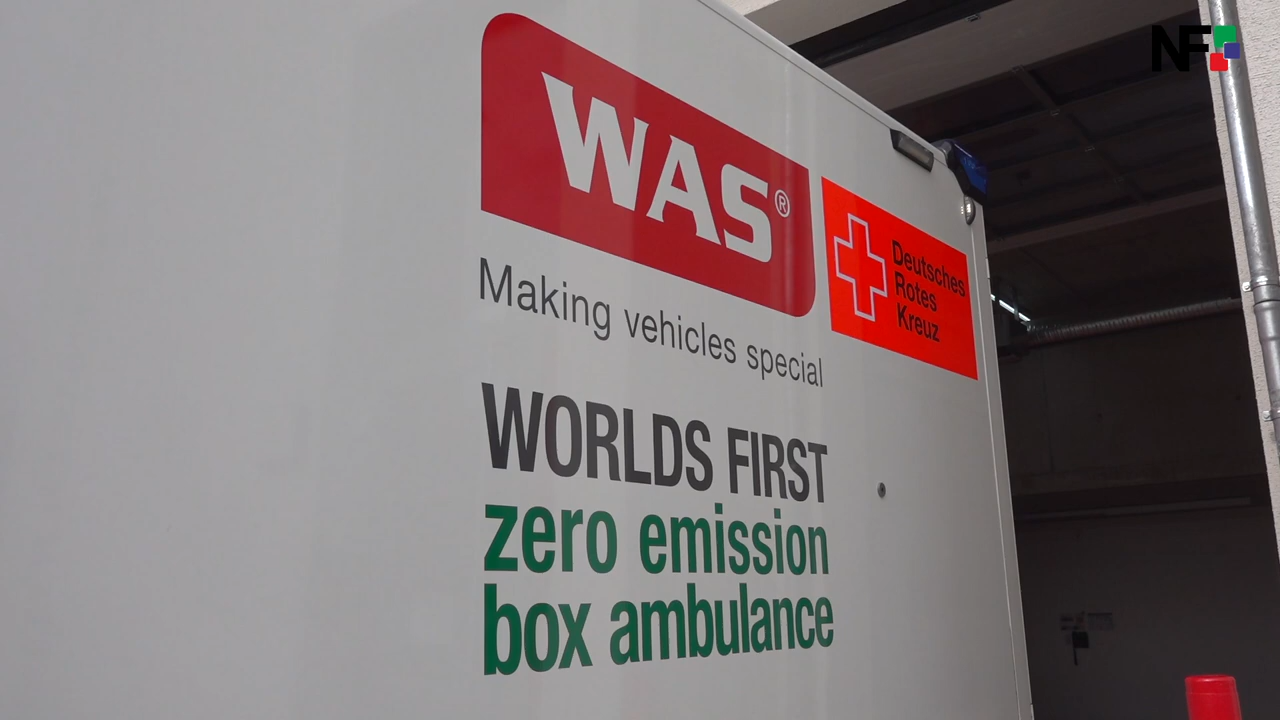 NF
WAS®
Making vehicles special
Deutsches
Rotes
Kreuz
WORLDS FIRST
zero emission
box ambulance